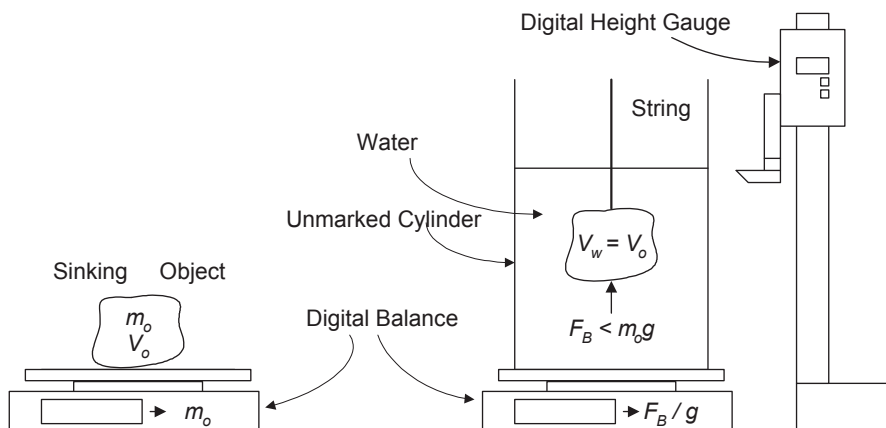 Digital Height Gauge
String
Water
Unmarked Cylinder
V_w = V_o
Sinking Object
m_o
V_o
Digital Balance
F_B < m_o g
m_o
F_B / g